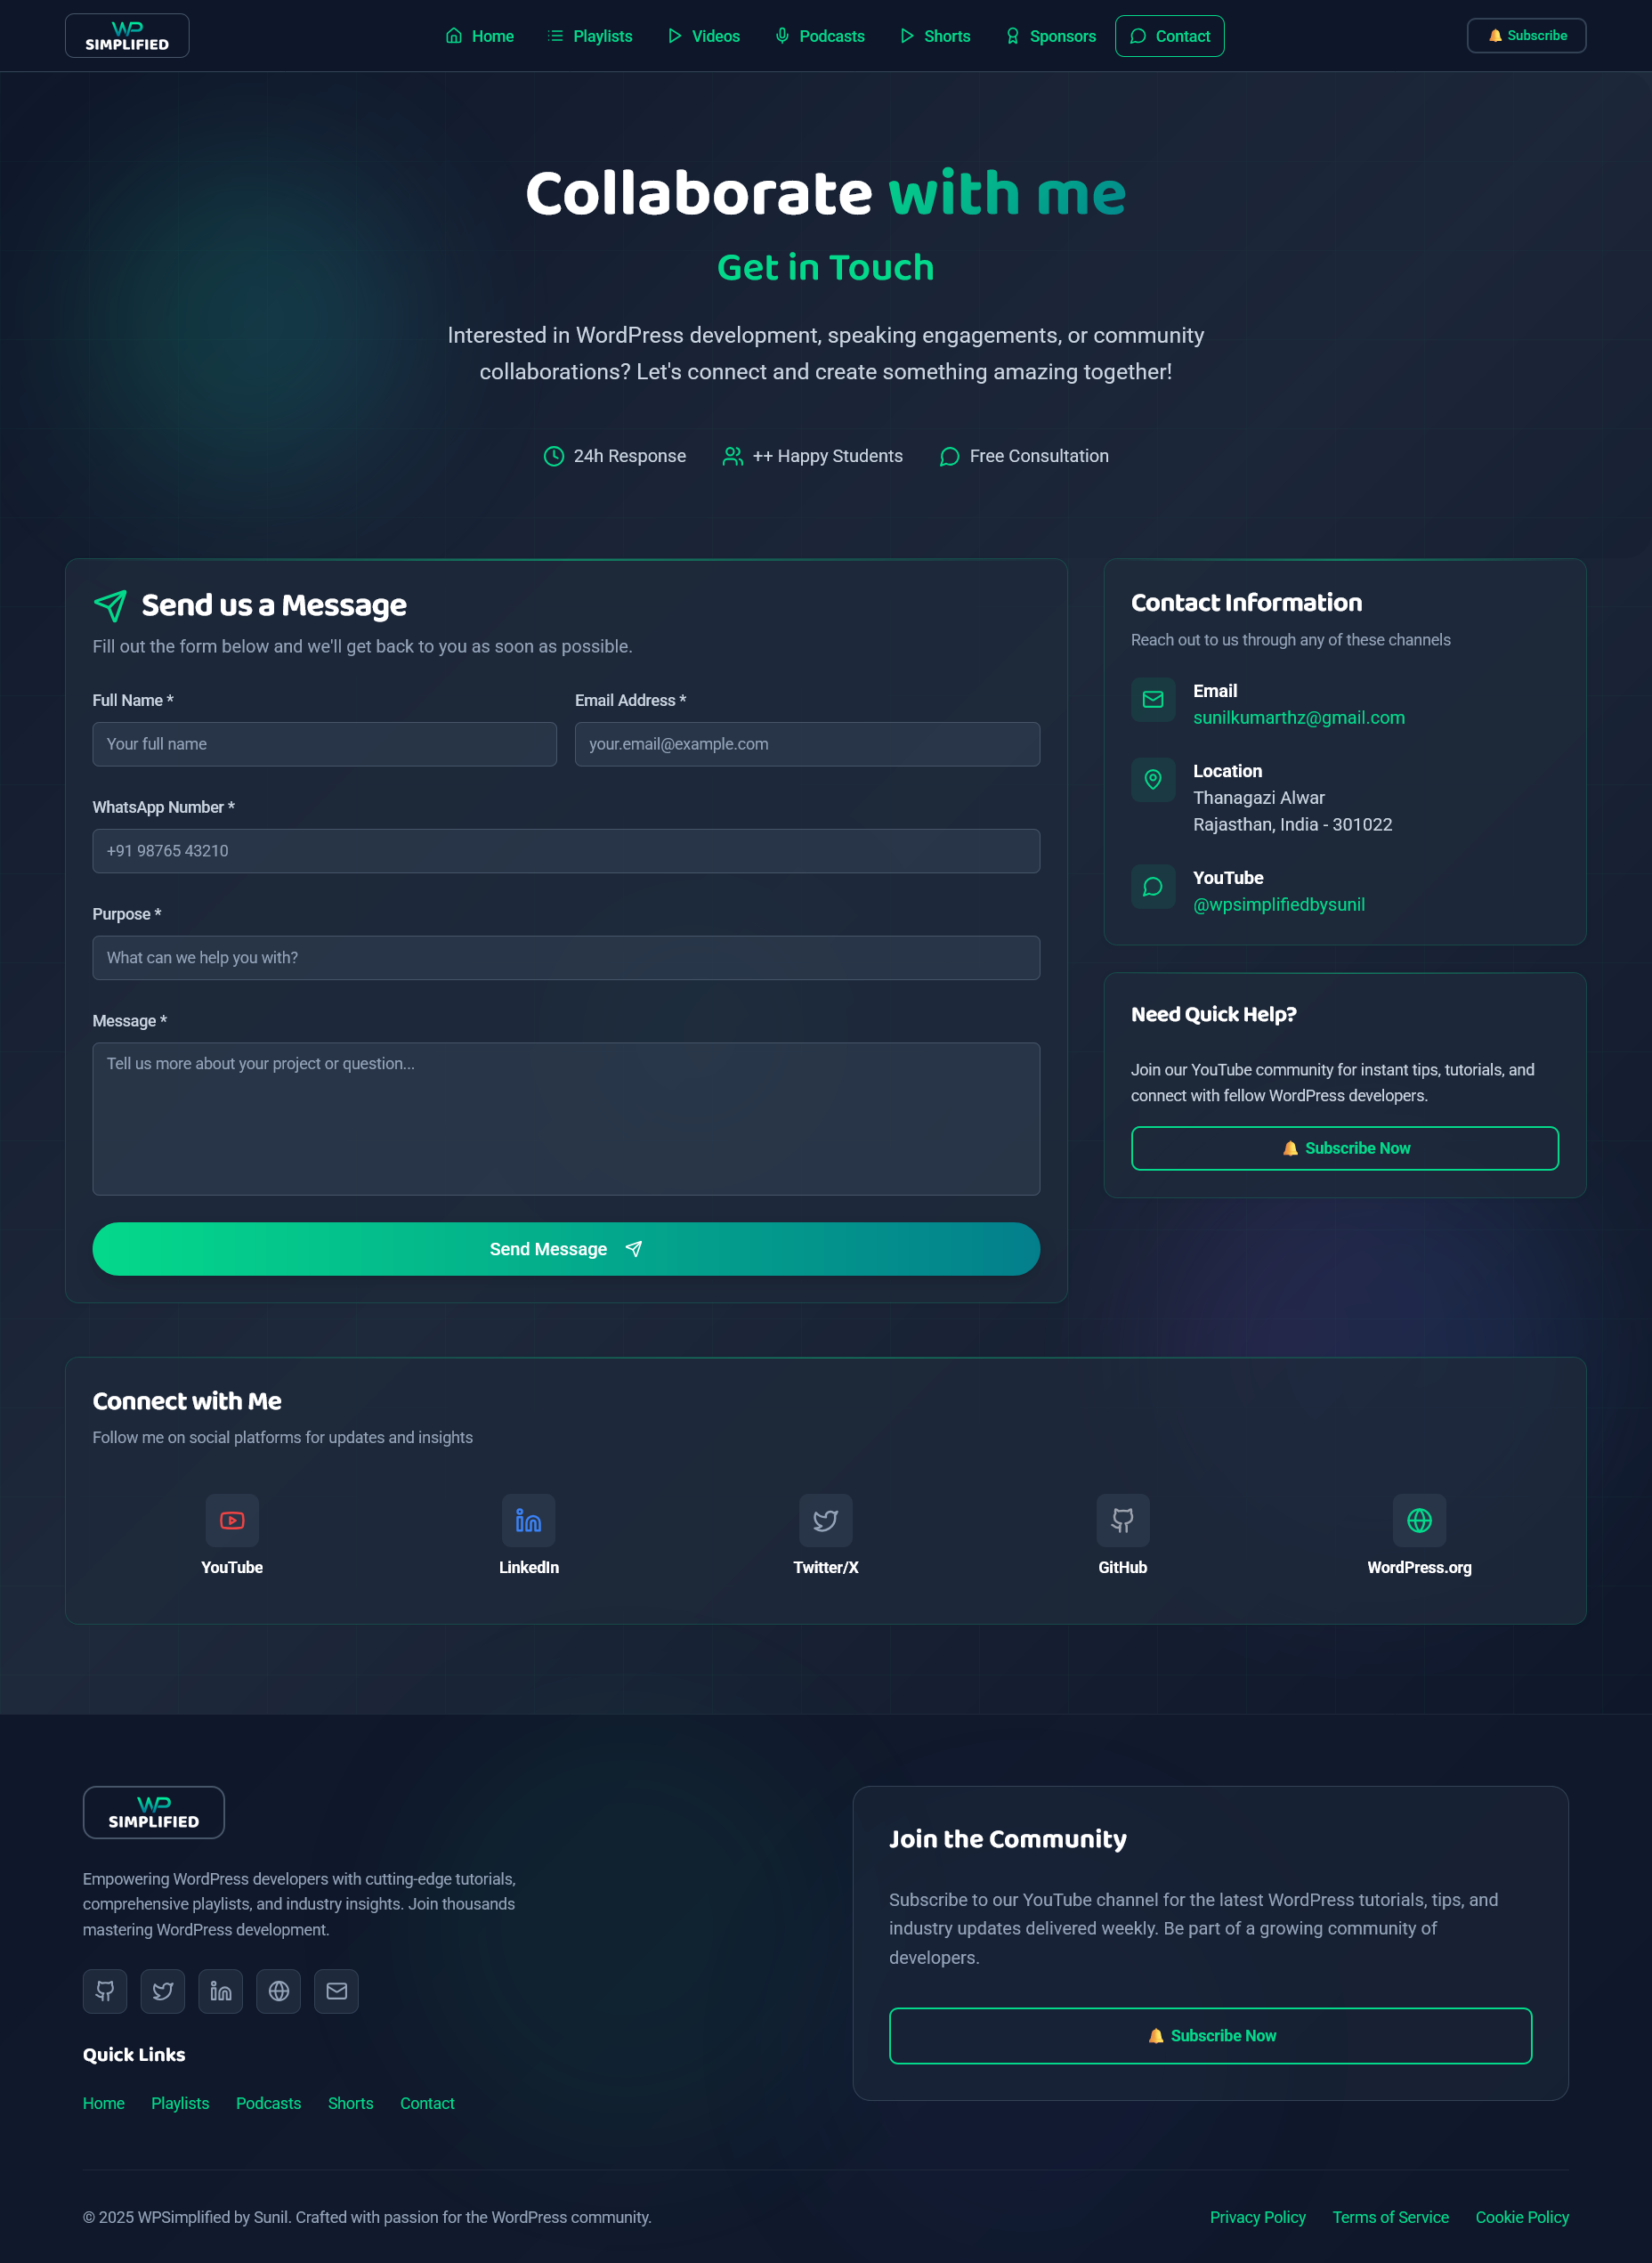 WP
SIMPLIFIED
Home
Playlists
Videos
Podcasts
Shorts
Sponsors
Contact
🔔 Subscribe
Collaborate with me
Get in Touch
Interested in WordPress development, speaking engagements, or community
collaborations? Let's connect and create something amazing together!
24h Response
++ Happy Students
Free Consultation
Send us a Message
Fill out the form below and we'll get back to you as soon as possible.
Full Name *
Email Address *
Your full name
your.email@example.com
WhatsApp Number *
+91 98765 43210
Purpose *
What can we help you with?
Message *
Tell us more about your project or question...
Send Message
Contact Information
Reach out to us through any of these channels
Email
sunilkumarthz@gmail.com
Location
Thanagazi Alwar
Rajasthan, India - 301022
YouTube
@wpsimplifiedbysunil
Need Quick Help?
Join our YouTube community for instant tips, tutorials, and
connect with fellow WordPress developers.
🔔 Subscribe Now
Connect with Me
Follow me on social platforms for updates and insights
YouTube
LinkedIn
Twitter/X
GitHub
WordPress.org
WP
SIMPLIFIED
Empowering WordPress developers with cutting-edge tutorials,
comprehensive playlists, and industry insights. Join thousands
mastering WordPress development.
Quick Links
Home
Playlists
Podcasts
Shorts
Contact
Join the Community
Subscribe to our YouTube channel for the latest WordPress tutorials, tips, and
industry updates delivered weekly. Be part of a growing community of
developers.
🔔 Subscribe Now
© 2025 WPSimplified by Sunil. Crafted with passion for the WordPress community.
Privacy Policy
Terms of Service
Cookie Policy